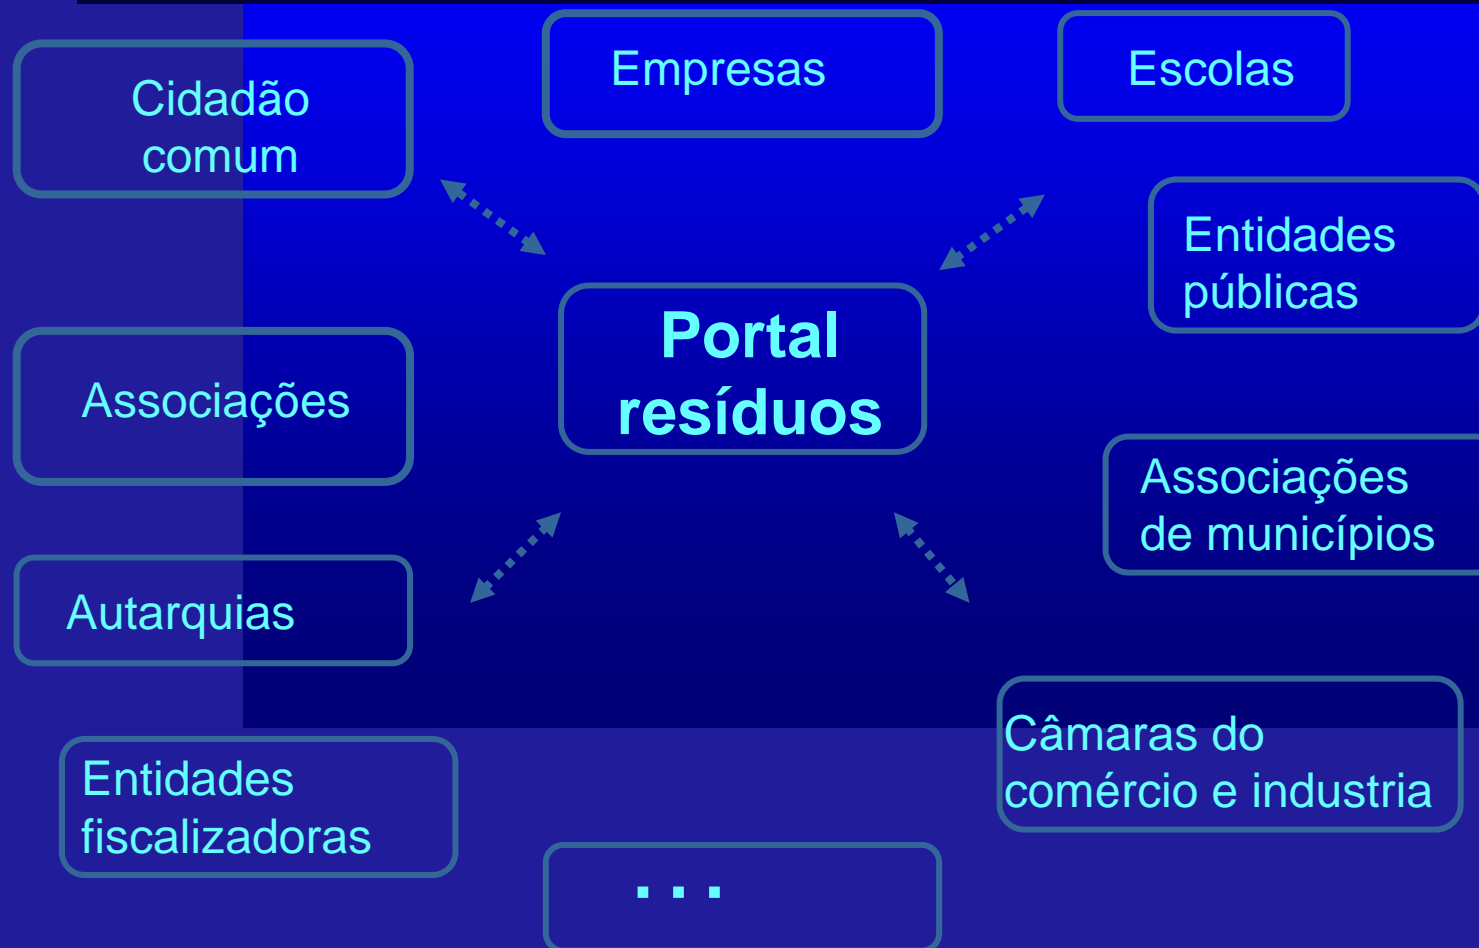 Empresas
Escolas
Cidadão
comum
Entidades
públicas
Portal
resíduos
Associações
Associações
de municípios
Autarquias
Câmaras do
comércio e industria
Entidades
fiscalizadoras
...